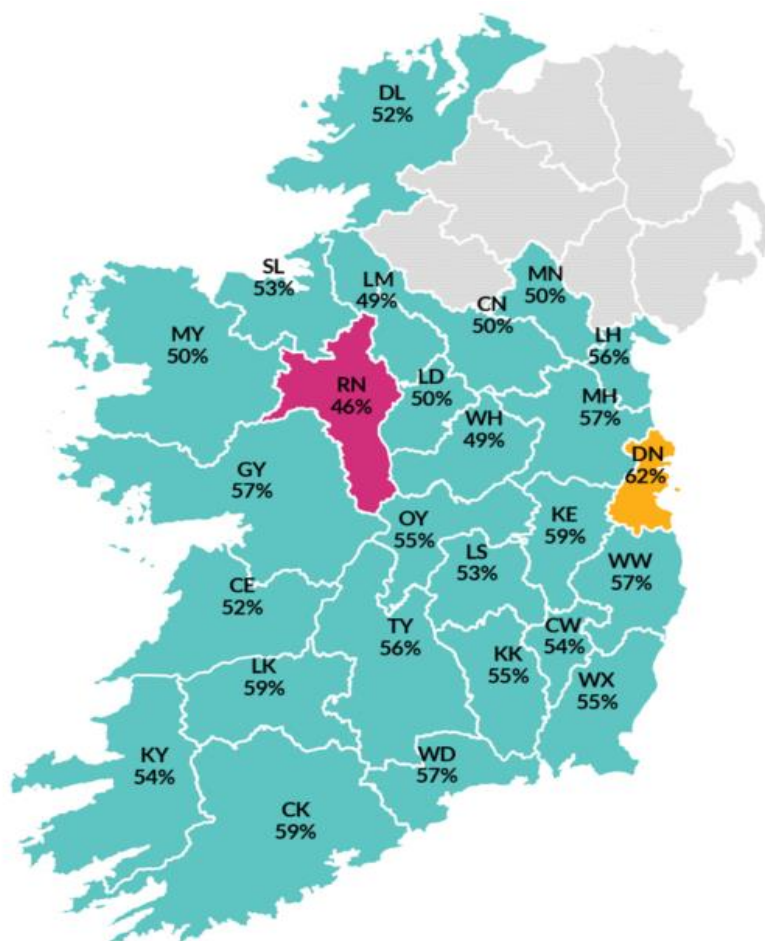 DL
52%
SL
53%
LM
49%
MN
50%
CN
50%
MY
50%
LH
56%
RN
46%
LD
50%
MH
57%
WH
49%
DN
62%
GY
57%
OY
55%
KE
59%
LS
53%
WW
57%
CE
52%
TY
56%
CW
54%
KK
55%
LK
59%
WX
55%
KY
54%
WD
57%
CK
59%